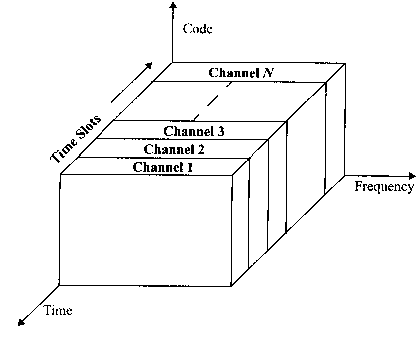 Code
Channel N
Time Slots
Channel 3
Channel 2
Channel 1
Frequency
Time